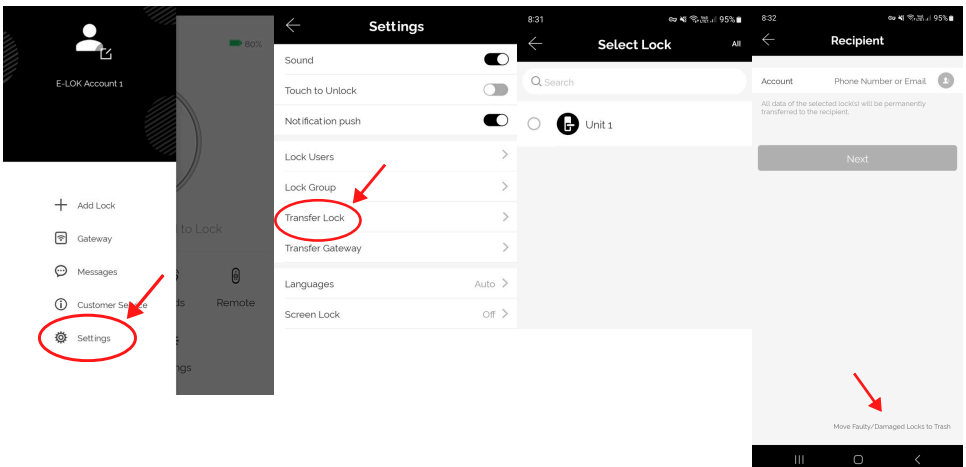 E-LOK Account 1
Add Lock
Gateway
Messages
Customer Service
Settings
80%
to Lock
ds
Remote
ngs
Settings
Sound
Touch to Unlock
Notification push
Lock Users
Lock Group
Transfer Lock
Transfer Gateway
Languages Auto
Screen Lock Off
8:31 95%
Select Lock All
Search
Unit 1
8:32 95%
Recipient
Account Phone Number or Email
All data of the selected lock(s) will be permanently
transferred to the recipient.
Next
Move Faulty/Damaged Locks to Trash